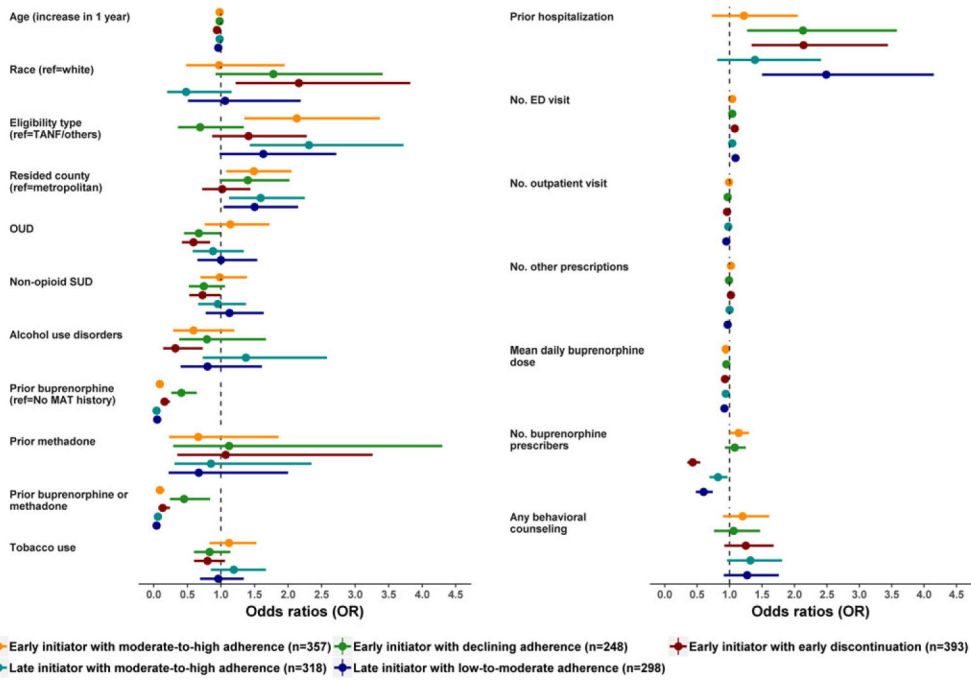 Age (increase in 1 year)
Race (ref=white)
Eligibility type
(ref=TANF/others)
Resided county
(ref=metropolitan)
OUD
Non-opioid SUD
Alcohol use disorders
Prior buprenorphine
(ref=No MAT history)
Prior methadone
Prior buprenorphine or
methadone
Tobacco use
0.0 0.5 1.0 1.5 2.0 2.5 3.0 3.5 4.0 4.5
Odds ratios (OR)
Prior hospitalization
No. ED visit
No. outpatient visit
No. other prescriptions
Mean daily buprenorphine
dose
No. buprenorphine
prescribers
Any behavioral
counseling
0.0 0.5 1.0 1.5 2.0 2.5 3.0 3.5 4.0 4.5
Odds ratios (OR)
Early initiator with moderate-to-high adherence (n=357) Early initiator with declining adherence (n=248) Early initiator with early discontinuation (n=393)
Late initiator with moderate-to-high adherence (n=318) Late initiator with low-to-moderate adherence (n=298)